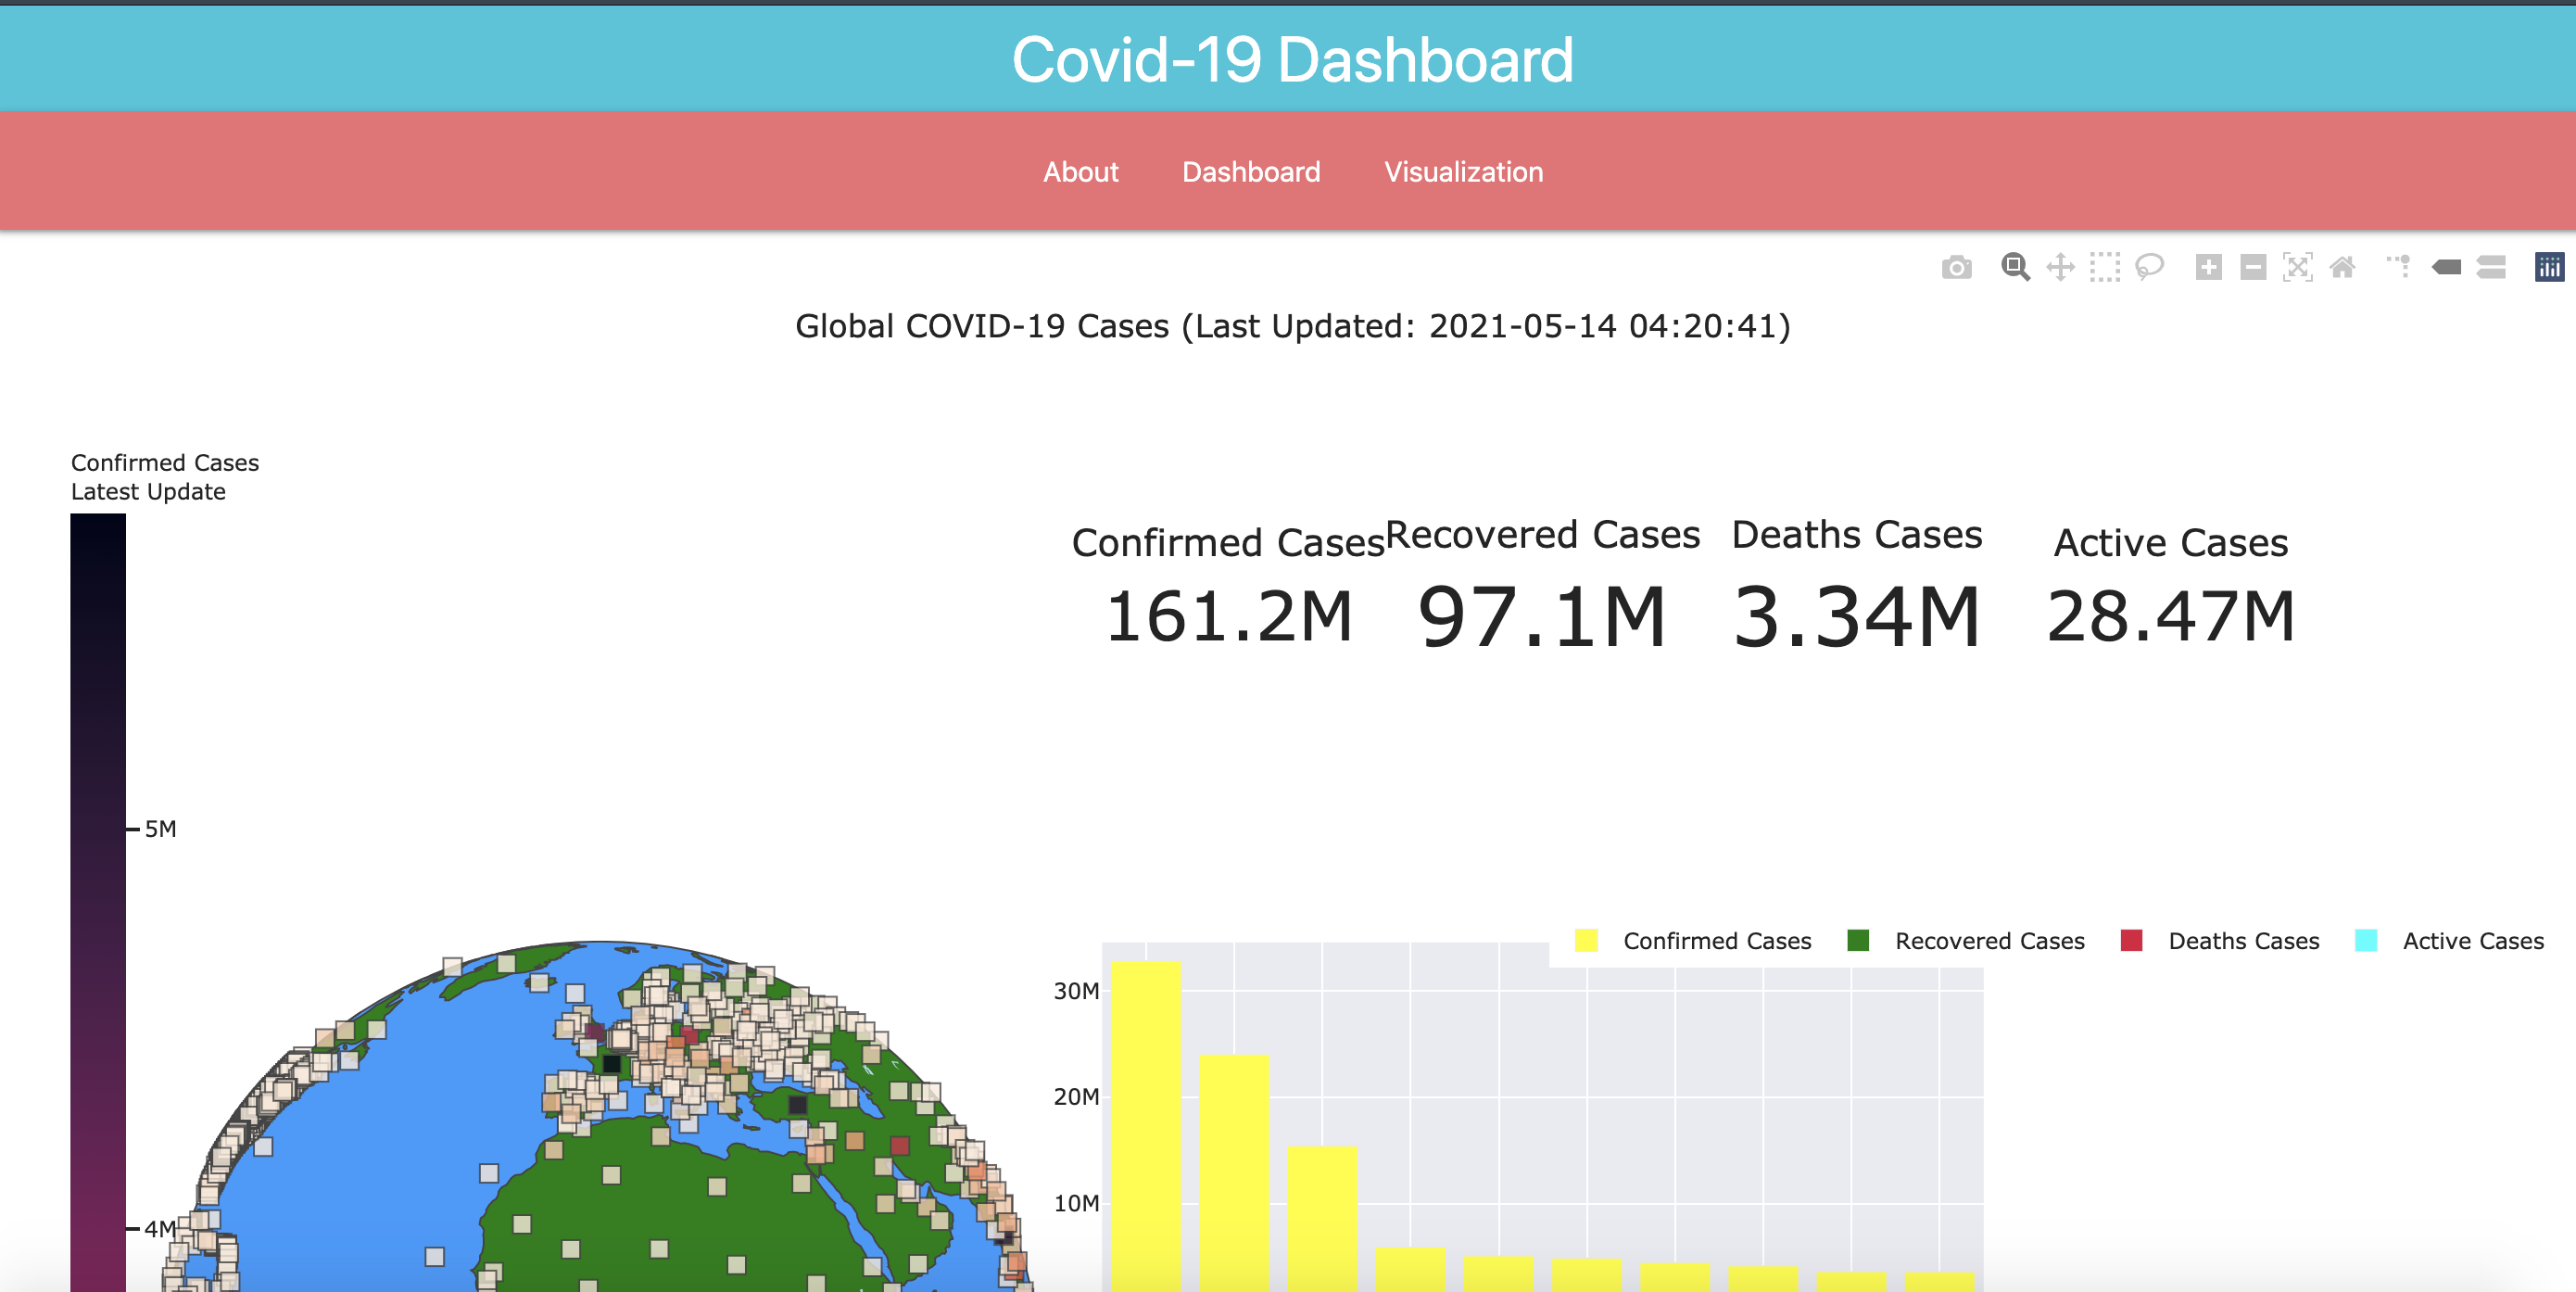 Covid-19 Dashboard
About Dashboard Visualization
Global COVID-19 Cases (Last Updated: 2021-05-14 04:20:41)
Confirmed Cases
Latest Update
Confirmed Cases Recovered Cases Deaths Cases Active Cases
161.2M 97.1M 3.34M 28.47M
5M
4M
Confirmed Cases Recovered Cases Deaths Cases Active Cases
30M
20M
10M